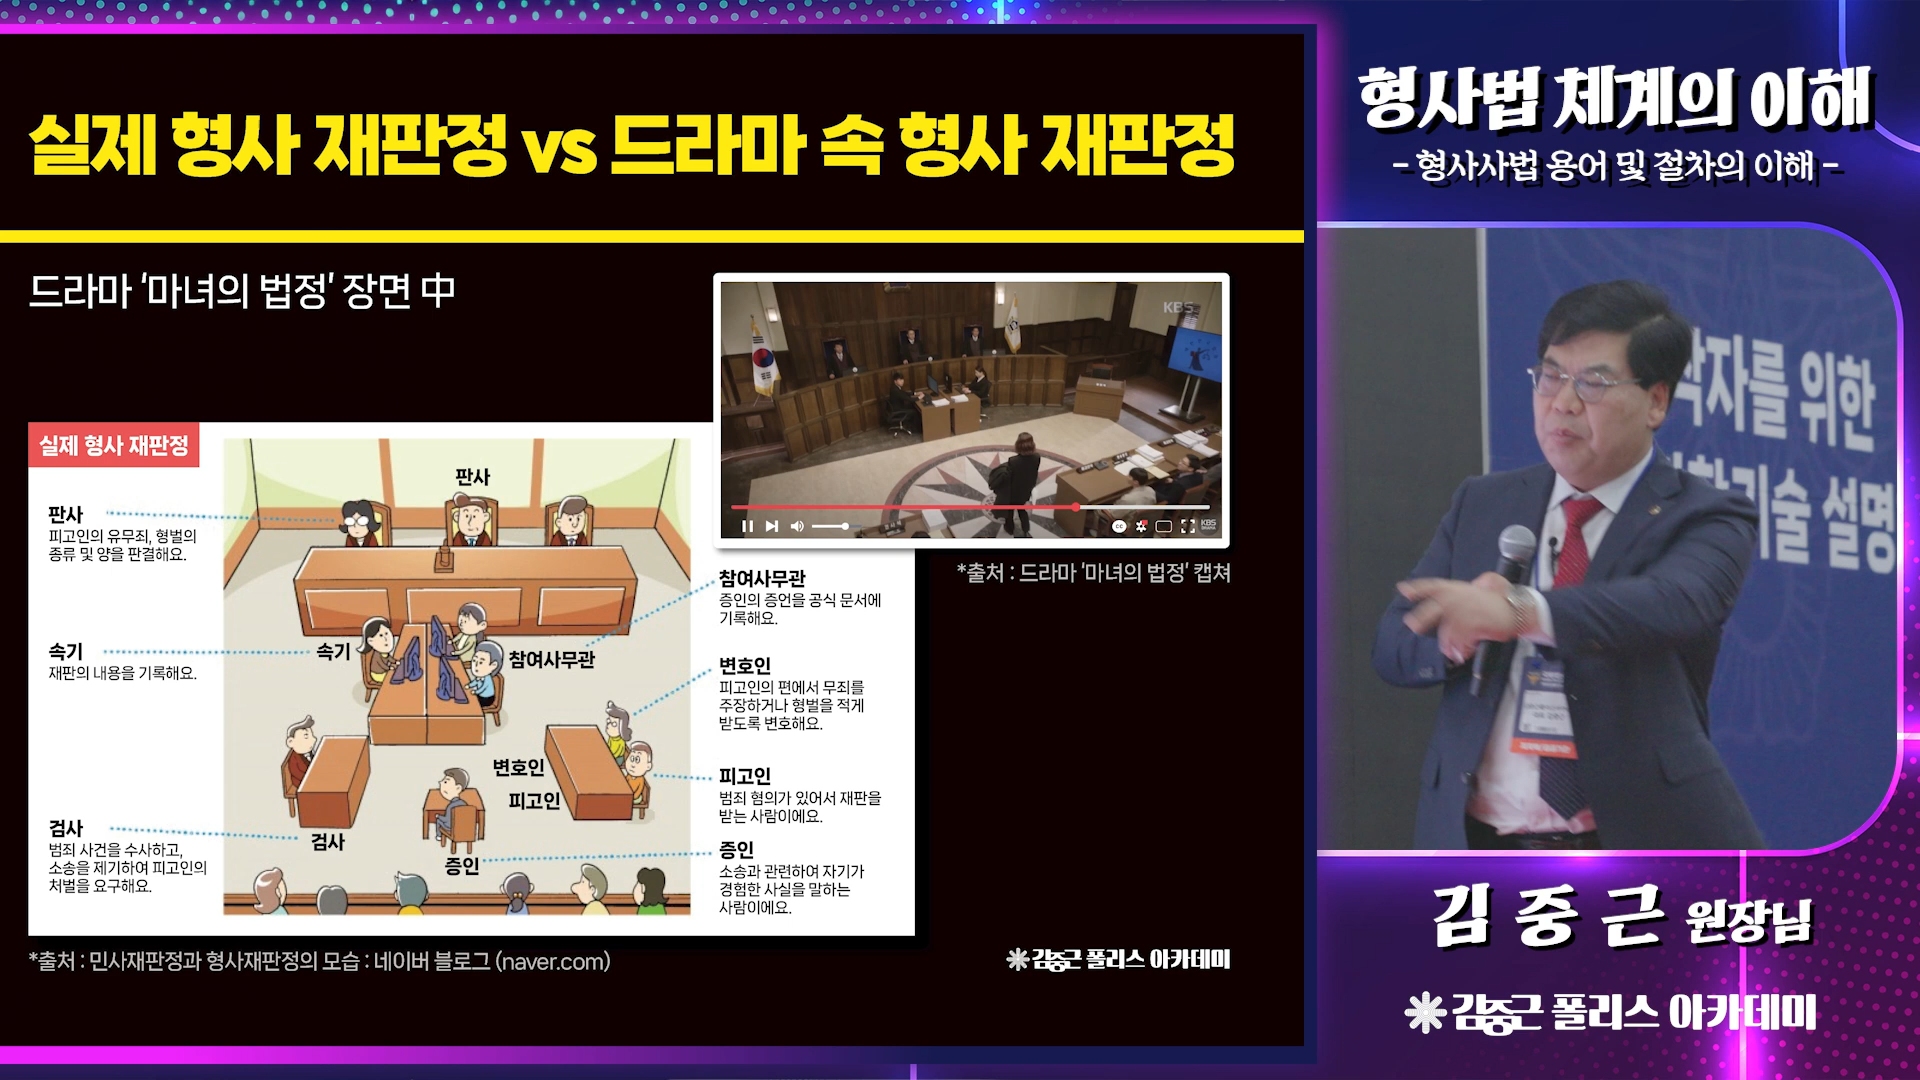 실제 형사 재판정 vs 드라마 속 형사 재판정
드라마 '마녀의 법정' 장면 中
KBS
KBS
*출처 : 드라마 '마녀의 법정' 캡쳐
실제 형사 재판정
판사
피고인의 유무죄, 형벌의
종류 및 양을 판결해요.
속기
재판의 내용을 기록해요.
검사
범죄 사건을 수사하고,
소송을 제기하여 피고인의
처벌을 요구해요.
판사
속기
참여사무관
변호인
피고인
검사
증인
참여사무관
증인의 증언을 공식 문서에
기록해요.
변호인
피고인의 편에서 무죄를
주장하거나 형벌을 적게
받도록 변호해요.
피고인
범죄 혐의가 있어서 재판을
받는 사람이에요.
증인
소송과 관련하여 자기가
경험한 사실을 말하는
사람이에요.
*출처 : 민사재판정과 형사재판정의 모습 : 네이버 블로그 (naver.com)
김중근 폴리스 아카데미
형사법 체계의 이해
- 형사사법 용어 및 절차의 이해 -
학자를 위한
기술 설명
김중근 원장님
김중근 폴리스 아카데미